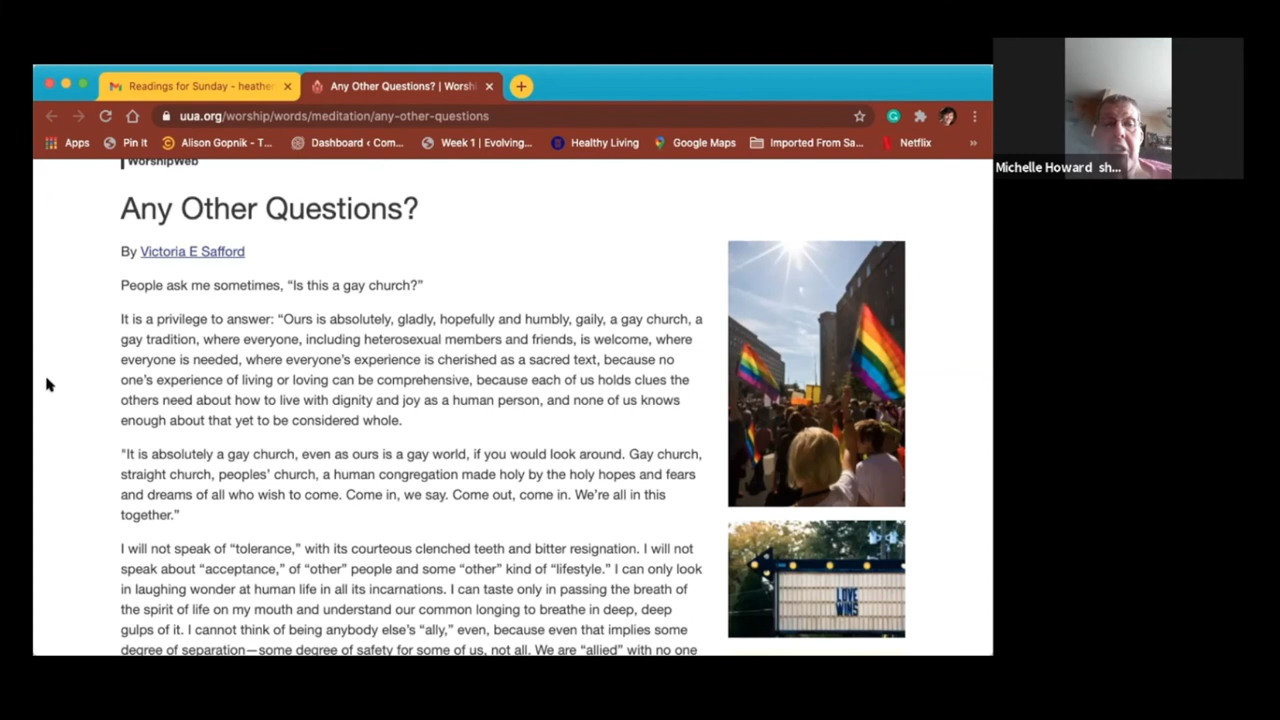 Readings for Sunday - heather
Any Other Questions? | Worsh
uua.org/worship/words/meditation/any-other-questions
Apps
Pin It
Alison Gopnik - T...
Dashboard ‹ Com...
Week 1 | Evolving...
Healthy Living
Google Maps
Imported From Sa...
Netflix
»
WorshipWeb
Any Other Questions?
By Victoria E Safford
People ask me sometimes, “Is this a gay church?”
It is a privilege to answer: “Ours is absolutely, gladly, hopefully and humbly, gaily, a gay church, a
gay tradition, where everyone, including heterosexual members and friends, is welcome, where
everyone is needed, where everyone’s experience is cherished as a sacred text, because no
one’s experience of living or loving can be comprehensive, because each of us holds clues the
others need about how to live with dignity and joy as a human person, and none of us knows
enough about that yet to be considered whole.
"It is absolutely a gay church, even as ours is a gay world, if you would look around. Gay church,
straight church, peoples’ church, a human congregation made holy by the holy hopes and fears
and dreams of all who wish to come. Come in, we say. Come out, come in. We’re all in this
together.”
I will not speak of “tolerance,” with its courteous clenched teeth and bitter resignation. I will not
speak about “acceptance,” of “other” people and some “other” kind of “lifestyle.” I can only look
in laughing wonder at human life in all its incarnations. I can taste only in passing the breath of
the spirit of life on my mouth and understand our common longing to breathe in deep, deep
gulps of it. I cannot think of being anybody else’s “ally,” even, because even that implies some
degree of separation—some degree of safety for some of us, not all. We are “allied” with no one
LOVE
WINS
Michelle Howard sh...